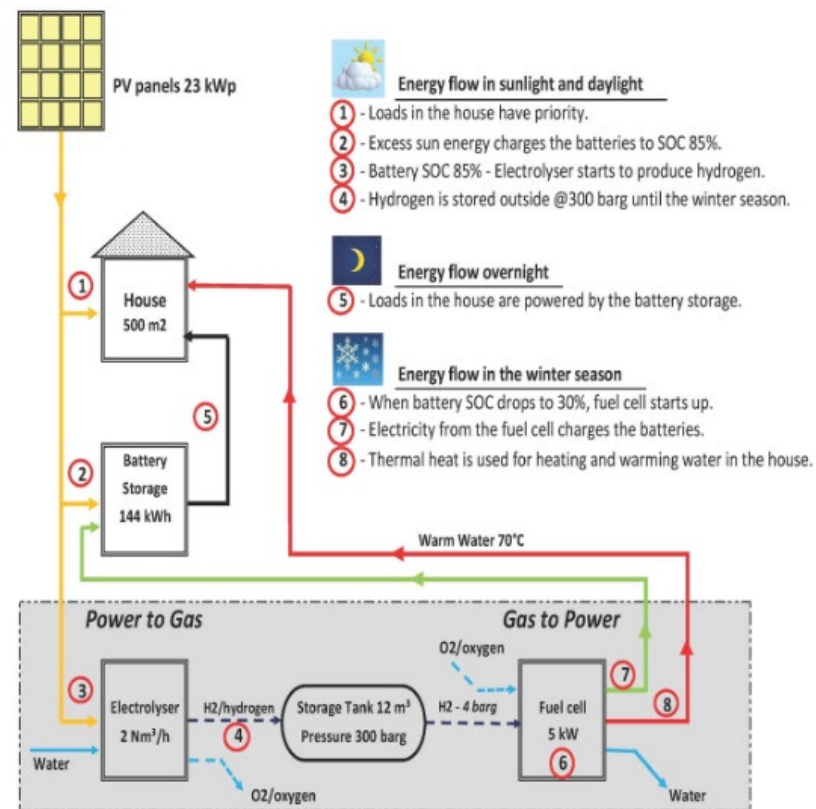 PV panels 23 kWp
Energy flow in sunlight and daylight
1 - Loads in the house have priority.
2 - Excess sun energy charges the batteries to SOC 85%.
3 - Battery SOC 85% - Electrolyser starts to produce hydrogen.
4 - Hydrogen is stored outside @300 barg until the winter season.
Energy flow overnight
5 - Loads in the house are powered by the battery storage.
Energy flow in the winter season
6 - When battery SOC drops to 30%, fuel cell starts up.
7 - Electricity from the fuel cell charges the batteries.
8 - Thermal heat is used for heating and warming water in the house.
1
House
500 m2
5
2
Battery
Storage
144 kWh
Warm Water 70°C
Power to Gas
Gas to Power
3
Electrolyser
2 Nm³/h
Water
H2/hydrogen
4
O2/oxygen
Storage Tank 12 m³
Pressure 300 barg
H2 - 4 barg
O2/oxygen
Fuel cell
5 kW
6
7
8
Water